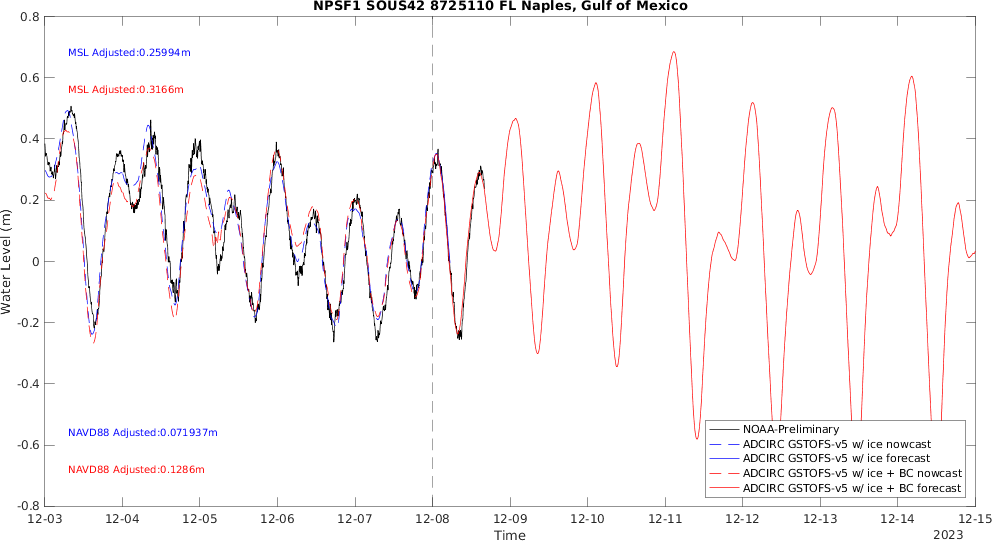 NPSF1 SOUS42 8725110 FL Naples, Gulf of Mexico
0.8
0.6
0.4
0.2
0
-0.2
-0.4
-0.6
-0.8
Water Level (m)
MSL Adjusted:0.25994m
MSL Adjusted:0.3166m
NAVD88 Adjusted:0.071937m
NAVD88 Adjusted:0.1286m
NOAA-Preliminary
ADCIRC GSTOFS-v5 w/ ice nowcast
ADCIRC GSTOFS-v5 w/ ice forecast
ADCIRC GSTOFS-v5 w/ ice + BC nowcast
ADCIRC GSTOFS-v5 w/ ice + BC forecast
12-03 12-04 12-05 12-06 12-07 12-08 12-09 12-10 12-11 12-12 12-13 12-14 12-15
Time
2023